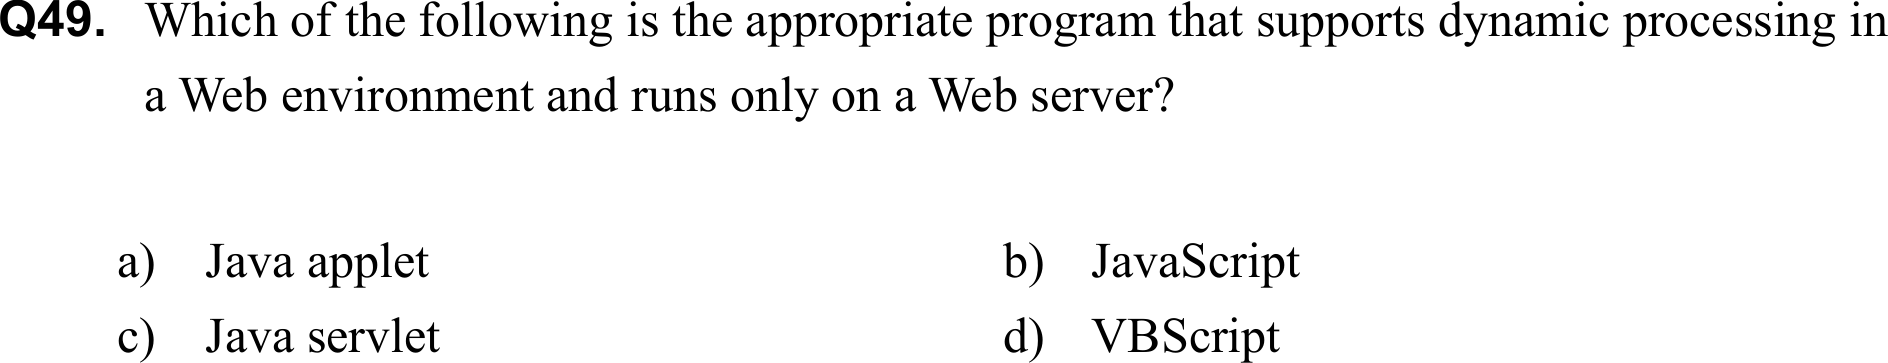 Q49. Which of the following is the appropriate program that supports dynamic processing in
a Web environment and runs only on a Web server?
a) Java applet b) JavaScript
c) Java servlet d) VBScript